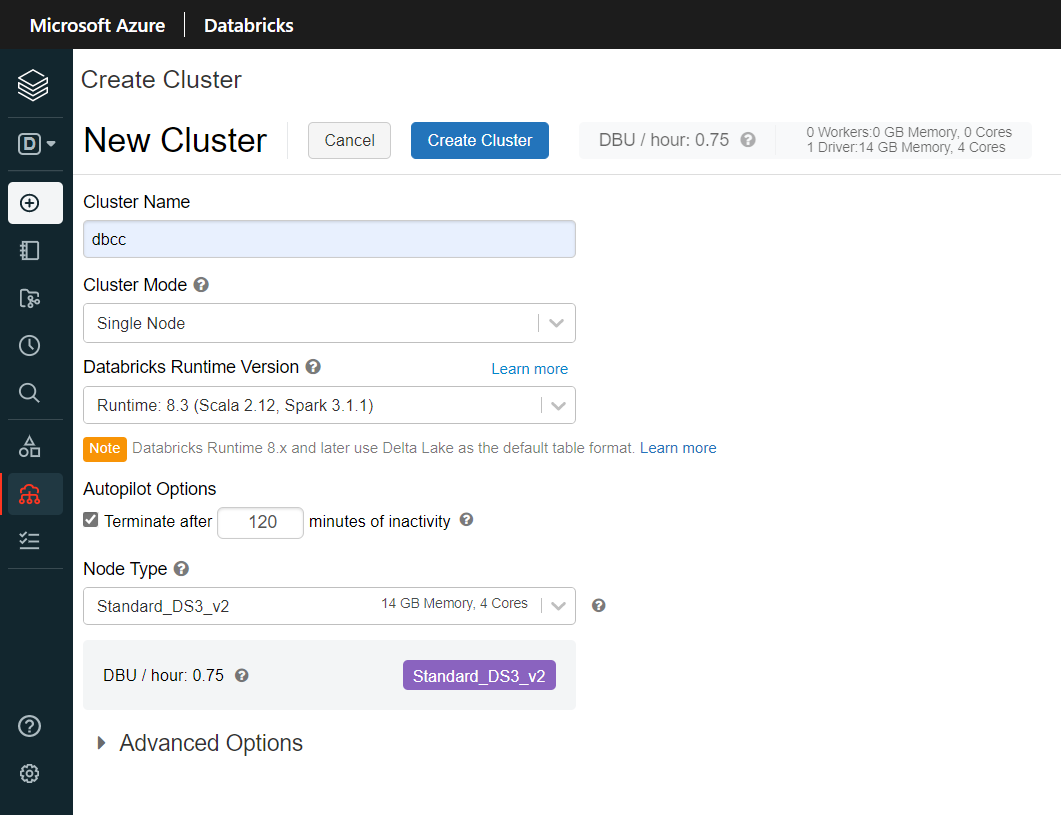 Microsoft Azure Databricks
Create Cluster
D
New Cluster
Cancel
Create Cluster
DBU / hour: 0.75 ?
0 Workers:0 GB Memory, 0 Cores
1 Driver:14 GB Memory, 4 Cores
Cluster Name
dbcc
Cluster Mode ?
Single Node
Databricks Runtime Version ? Learn more
Runtime: 8.3 (Scala 2.12, Spark 3.1.1)
Note Databricks Runtime 8.x and later use Delta Lake as the default table format. Learn more
Autopilot Options
Terminate after 120 minutes of inactivity ?
Node Type ?
Standard_DS3_v2 14 GB Memory, 4 Cores ?
DBU / hour: 0.75 ? Standard_DS3_v2
Advanced Options
?